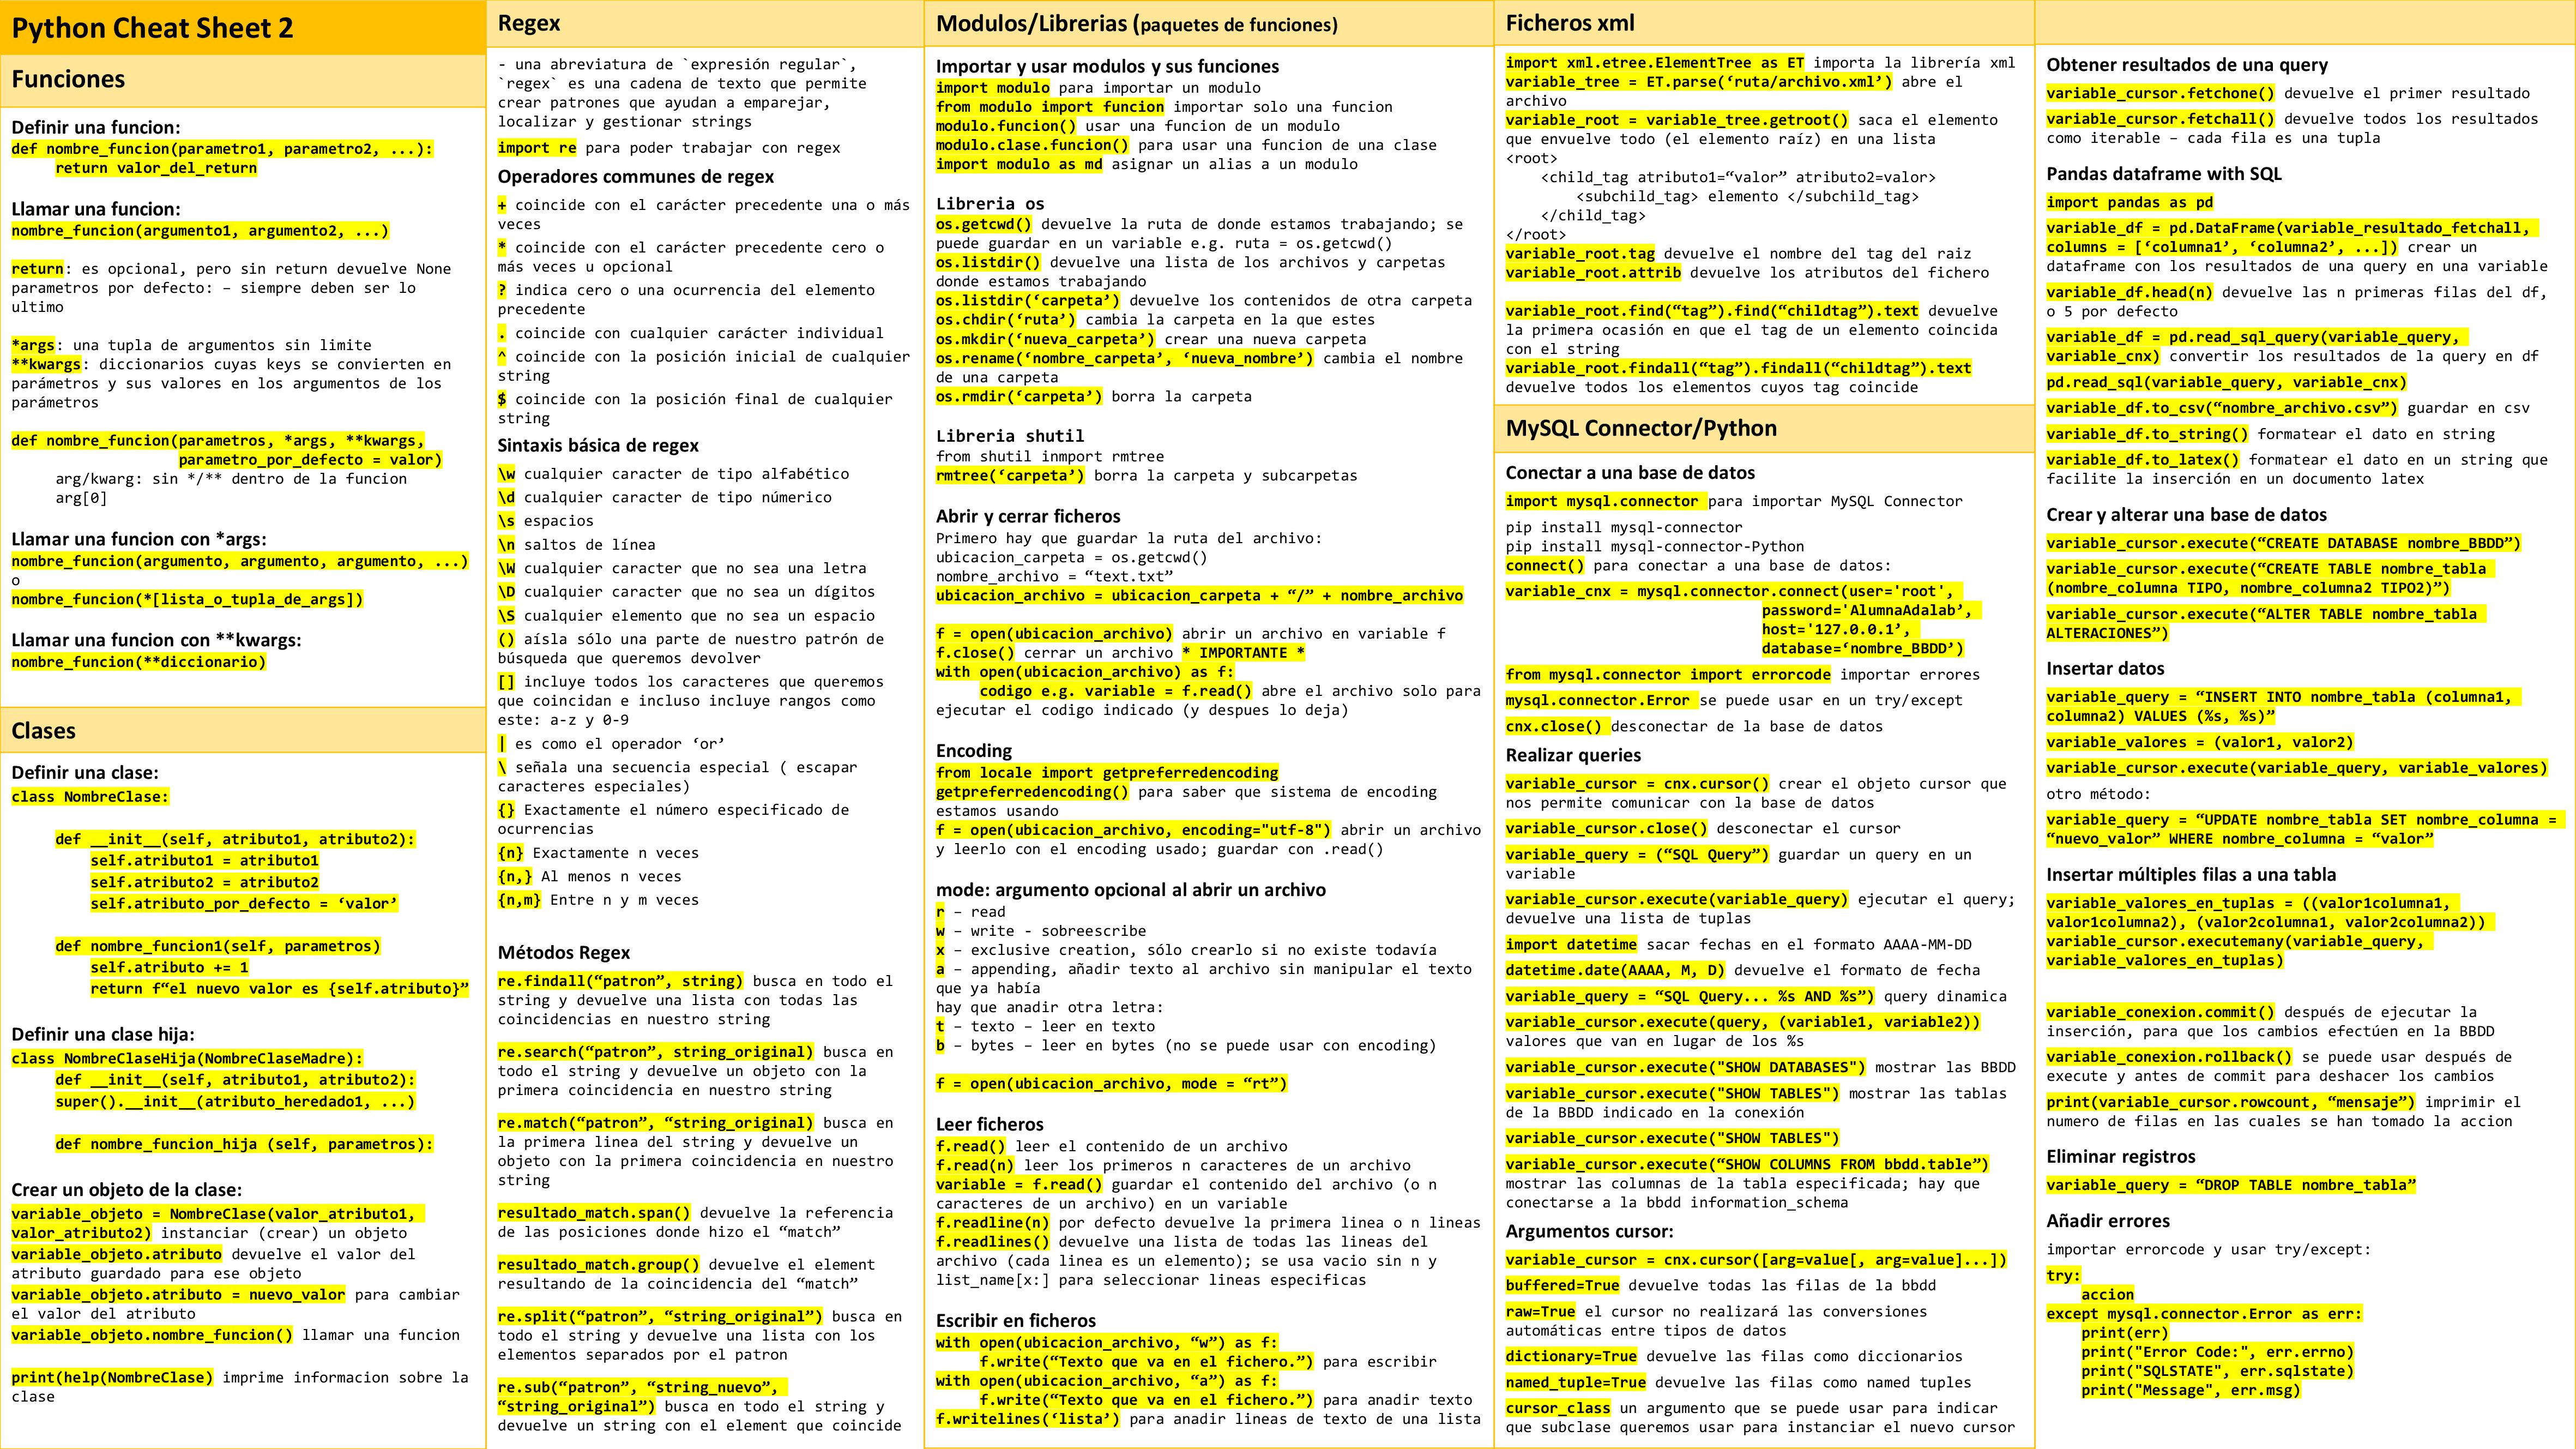 Python Cheat Sheet 2
Funciones
Definir una funcion:
def nombre_funcion(parametro1, parametro2, ...):
return valor_del_return
Llamar una funcion:
nombre_funcion(argumento1, argumento2, ...)
return: es opcional, pero sin return devuelve None
parametros por defecto: – siempre deben ser lo
ultimo
*args: una tupla de argumentos sin limite
**kwargs: diccionarios cuyas keys se convierten en
parámetros y sus valores en los argumentos de los
parámetros
def nombre_funcion(parametros, *args, **kwargs,
parametro_por_defecto = valor)
arg/kwarg: sin */** dentro de la funcion
arg[0]
Llamar una funcion con *args:
nombre_funcion(argumento, argumento, argumento, ...)
o
nombre_funcion(*[lista_o_tupla_de_args])
Llamar una funcion con **kwargs:
nombre_funcion(**diccionario)
Clases
Definir una clase:
class NombreClase:
def __init__(self, atributo1, atributo2):
self.atributo1 = atributo1
self.atributo2 = atributo2
self.atributo_por_defecto = ‘valor’
def nombre_funcion1(self, parametros)
self.atributo += 1
return f“el nuevo valor es {self.atributo}”
Definir una clase hija:
class NombreClaseHija(NombreClaseMadre):
def __init__(self, atributo1, atributo2):
super().__init__(atributo_heredado1, ...)
def nombre_funcion_hija (self, parametros):
Crear un objeto de la clase:
variable_objeto = NombreClase(valor_atributo1,
valor_atributo2) instanciar (crear) un objeto
variable_objeto.atributo devuelve el valor del
atributo guardado para ese objeto
variable_objeto.atributo = nuevo_valor para cambiar
el valor del atributo
variable_objeto.nombre_funcion() llamar una funcion
print(help(NombreClase) imprime informacion sobre la
clase
Regex
- una abreviatura de `expresión regular`,
`regex` es una cadena de texto que permite
crear patrones que ayudan a emparejar,
localizar y gestionar strings
import re para poder trabajar con regex
Operadores communes de regex
+ coincide con el carácter precedente una o más
veces
* coincide con el carácter precedente cero o
más veces u opcional
? indica cero o una ocurrencia del elemento
precedente
. coincide con cualquier carácter individual
^ coincide con la posición inicial de cualquier
string
$ coincide con la posición final de cualquier
string
Sintaxis básica de regex
\w cualquier caracter de tipo alfabético
\d cualquier caracter de tipo númerico
\s espacios
\n saltos de línea
\W cualquier caracter que no sea una letra
\D cualquier caracter que no sea un dígitos
\S cualquier elemento que no sea un espacio
() aísla sólo una parte de nuestro patrón de
búsqueda que queremos devolver
[] incluye todos los caracteres que queremos
que coincidan e incluso incluye rangos como
este: a-z y 0-9
| es como el operador ‘or’
\ señala una secuencia especial ( escapar
caracteres especiales)
{} Exactamente el número especificado de
ocurrencias
{n} Exactamente n veces
{n,} Al menos n veces
{n,m} Entre n y m veces
Métodos Regex
re.findall(“patron”, string) busca en todo el
string y devuelve una lista con todas las
coincidencias en nuestro string
re.search(“patron”, string_original) busca en
todo el string y devuelve un objeto con la
primera coincidencia en nuestro string
re.match(“patron”, “string_original) busca en
la primera linea del string y devuelve un
objeto con la primera coincidencia en nuestro
string
resultado_match.span() devuelve la referencia
de las posiciones donde hizo el “match”
resultado_match.group() devuelve el element
resultando de la coincidencia del “match”
re.split(“patron”, “string_original”) busca en
todo el string y devuelve una lista con los
elementos separados por el patron
re.sub(“patron”, “string_nuevo”,
“string_original”) busca en todo el string y
devuelve un string con el element que coincide
Modulos/Librerias (paquetes de funciones)
Importar y usar modulos y sus funciones
import modulo para importar un modulo
from modulo import funcion importar solo una funcion
modulo.funcion() usar una funcion de un modulo
modulo.clase.funcion() para usar una funcion de una clase
import modulo as md asignar un alias a un modulo
Libreria os
os.getcwd() devuelve la ruta de donde estamos trabajando; se
puede guardar en un variable e.g. ruta = os.getcwd()
os.listdir() devuelve una lista de los archivos y carpetas
donde estamos trabajando
os.listdir(‘carpeta’) devuelve los contenidos de otra carpeta
os.chdir(‘ruta’) cambia la carpeta en la que estes
os.mkdir(‘nueva_carpeta’) crear una nueva carpeta
os.rename(‘nombre_carpeta’, ‘nueva_nombre’) cambia el nombre
de una carpeta
os.rmdir(‘carpeta’) borra la carpeta
Libreria shutil
from shutil inmport rmtree
rmtree(‘carpeta’) borra la carpeta y subcarpetas
Abrir y cerrar ficheros
Primero hay que guardar la ruta del archivo:
ubicacion_carpeta = os.getcwd()
nombre_archivo = “text.txt”
ubicacion_archivo = ubicacion_carpeta + “/” + nombre_archivo
f = open(ubicacion_archivo) abrir un archivo en variable f
f.close() cerrar un archivo * IMPORTANTE *
with open(ubicacion_archivo) as f:
codigo e.g. variable = f.read() abre el archivo solo para
ejecutar el codigo indicado (y despues lo deja)
Encoding
from locale import getpreferredencoding
getpreferredencoding() para saber que sistema de encoding
estamos usando
f = open(ubicacion_archivo, encoding="utf-8") abrir un archivo
y leerlo con el encoding usado; guardar con .read()
mode: argumento opcional al abrir un archivo
r – read
w – write - sobreescribe
x – exclusive creation, sólo crearlo si no existe todavía
a – appending, añadir texto al archivo sin manipular el texto
que ya había
hay que anadir otra letra:
t – texto – leer en texto
b – bytes – leer en bytes (no se puede usar con encoding)
f = open(ubicacion_archivo, mode = “rt”)
Leer ficheros
f.read() leer el contenido de un archivo
f.read(n) leer los primeros n caracteres de un archivo
variable = f.read() guardar el contenido del archivo (o n
caracteres de un archivo) en un variable
f.readline(n) por defecto devuelve la primera linea o n lineas
f.readlines() devuelve una lista de todas las lineas del
archivo (cada linea es un elemento); se usa vacio sin n y
list_name[x:] para seleccionar lineas especificas
Escribir en ficheros
with open(ubicacion_archivo, “w”) as f:
f.write(“Texto que va en el fichero.”) para escribir
with open(ubicacion_archivo, “a”) as f:
f.write(“Texto que va en el fichero.”) para anadir texto
f.writelines(‘lista’) para anadir lineas de texto de una lista
Ficheros xml
import xml.etree.ElementTree as ET importa la librería xml
variable_tree = ET.parse(‘ruta/archivo.xml’) abre el
archivo
variable_root = variable_tree.getroot() saca el elemento
que envuelve todo (el elemento raíz) en una lista
<root>
<child_tag atributo1=“valor” atributo2=valor>
<subchild_tag> elemento </subchild_tag>
</child_tag>
</root>
variable_root.tag devuelve el nombre del tag del raiz
variable_root.attrib devuelve los atributos del fichero
variable_root.find(“tag”).find(“childtag”).text devuelve
la primera ocasión en que el tag de un elemento coincida
con el string
variable_root.findall(“tag”).findall(“childtag”).text
devuelve todos los elementos cuyos tag coincide
MySQL Connector/Python
Conectar a una base de datos
import mysql.connector para importar MySQL Connector
pip install mysql-connector
pip install mysql-connector-Python
connect() para conectar a una base de datos:
variable_cnx = mysql.connector.connect(user='root',
password='AlumnaAdalab’,
host='127.0.0.1’,
database=‘nombre_BBDD’)
from mysql.connector import errorcode importar errores
mysql.connector.Error se puede usar en un try/except
cnx.close() desconectar de la base de datos
Realizar queries
variable_cursor = cnx.cursor() crear el objeto cursor que
nos permite comunicar con la base de datos
variable_cursor.close() desconectar el cursor
variable_query = (“SQL Query”) guardar un query en un
variable
variable_cursor.execute(variable_query) ejecutar el query;
devuelve una lista de tuplas
import datetime sacar fechas en el formato AAAA-MM-DD
datetime.date(AAAA, M, D) devuelve el formato de fecha
variable_query = “SQL Query... %s AND %s”) query dinamica
variable_cursor.execute(query, (variable1, variable2))
valores que van en lugar de los %s
variable_cursor.execute("SHOW DATABASES") mostrar las BBDD
variable_cursor.execute("SHOW TABLES") mostrar las tablas
de la BBDD indicado en la conexión
variable_cursor.execute("SHOW TABLES")
variable_cursor.execute(“SHOW COLUMNS FROM bbdd.table”)
mostrar las columnas de la tabla especificada; hay que
conectarse a la bbdd information_schema
Argumentos cursor:
variable_cursor = cnx.cursor([arg=value[, arg=value]...])
buffered=True devuelve todas las filas de la bbdd
raw=True el cursor no realizará las conversiones
automáticas entre tipos de datos
dictionary=True devuelve las filas como diccionarios
named_tuple=True devuelve las filas como named tuples
cursor_class un argumento que se puede usar para indicar
que subclase queremos usar para instanciar el nuevo cursor
Obtener resultados de una query
variable_cursor.fetchone() devuelve el primer resultado
variable_cursor.fetchall() devuelve todos los resultados
como iterable – cada fila es una tupla
Pandas dataframe with SQL
import pandas as pd
variable_df = pd.DataFrame(variable_resultado_fetchall,
columns = [‘columna1’, ‘columna2’, ...]) crear un
dataframe con los resultados de una query en una variable
variable_df.head(n) devuelve las n primeras filas del df,
o 5 por defecto
variable_df = pd.read_sql_query(variable_query,
variable_cnx) convertir los resultados de la query en df
pd.read_sql(variable_query, variable_cnx)
variable_df.to_csv(“nombre_archivo.csv”) guardar en csv
variable_df.to_string() formatear el dato en string
variable_df.to_latex() formatear el dato en un string que
facilite la inserción en un documento latex
Crear y alterar una base de datos
variable_cursor.execute(“CREATE DATABASE nombre_BBDD”)
variable_cursor.execute(“CREATE TABLE nombre_tabla
(nombre_columna TIPO, nombre_columna2 TIPO2)”)
variable_cursor.execute(“ALTER TABLE nombre_tabla
ALTERACIONES”)
Insertar datos
variable_query = “INSERT INTO nombre_tabla (columna1,
columna2) VALUES (%s, %s)”
variable_valores = (valor1, valor2)
variable_cursor.execute(variable_query, variable_valores)
otro método:
variable_query = “UPDATE nombre_tabla SET nombre_columna =
“nuevo_valor” WHERE nombre_columna = “valor”
Insertar múltiples filas a una tabla
variable_valores_en_tuplas = ((valor1columna1,
valor1columna2), (valor2columna1, valor2columna2))
variable_cursor.executemany(variable_query,
variable_valores_en_tuplas)
variable_conexion.commit() después de ejecutar la
inserción, para que los cambios efectúen en la BBDD
variable_conexion.rollback() se puede usar después de
execute y antes de commit para deshacer los cambios
print(variable_cursor.rowcount, “mensaje”) imprimir el
numero de filas en las cuales se han tomado la accion
Eliminar registros
variable_query = “DROP TABLE nombre_tabla”
Añadir errores
importar errorcode y usar try/except:
try:
accion
except mysql.connector.Error as err:
print(err)
print("Error Code:", err.errno)
print("SQLSTATE", err.sqlstate)
print("Message", err.msg)